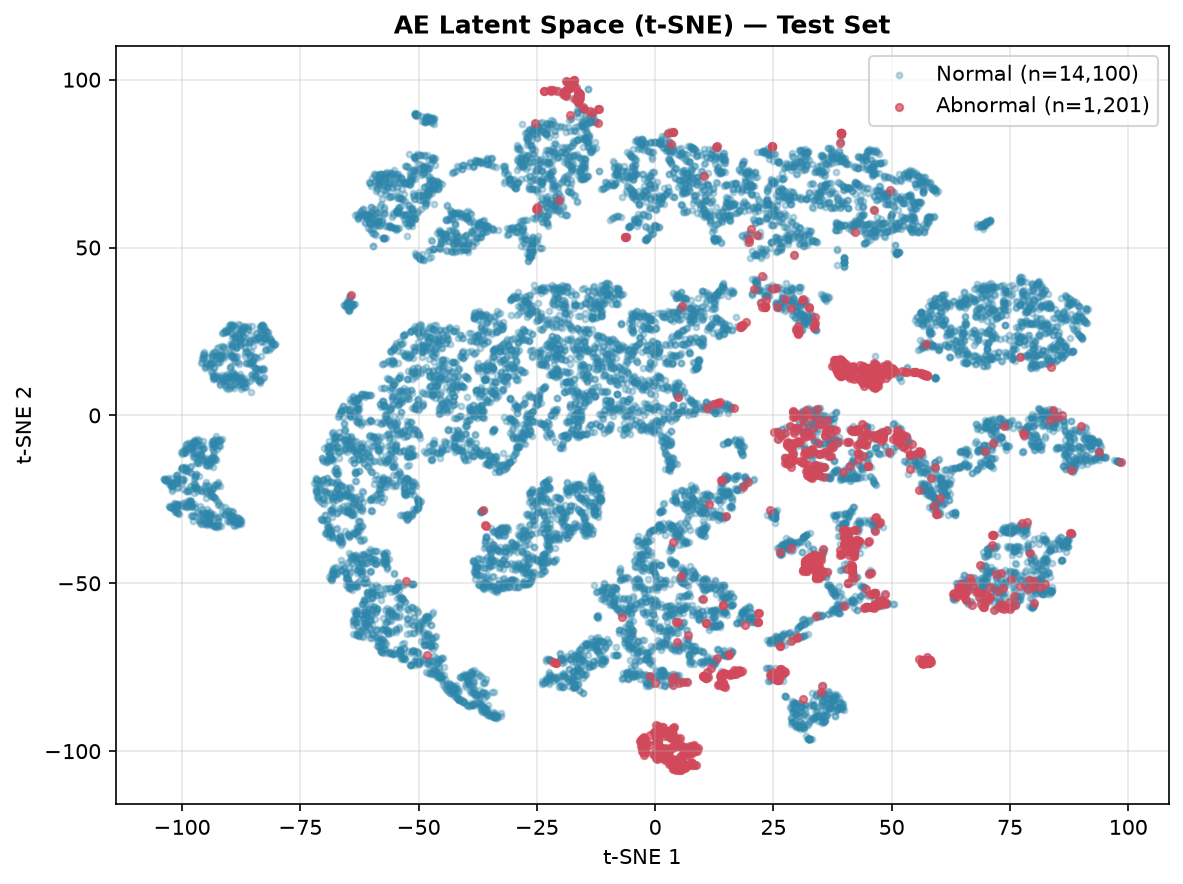 AE Latent Space (t-SNE) — Test Set
Normal (n=14,100)
Abnormal (n=1,201)
100
50
0
−50
−100
t-SNE 2
−100 −75 −50 −25 0 25 50 75 100
t-SNE 1